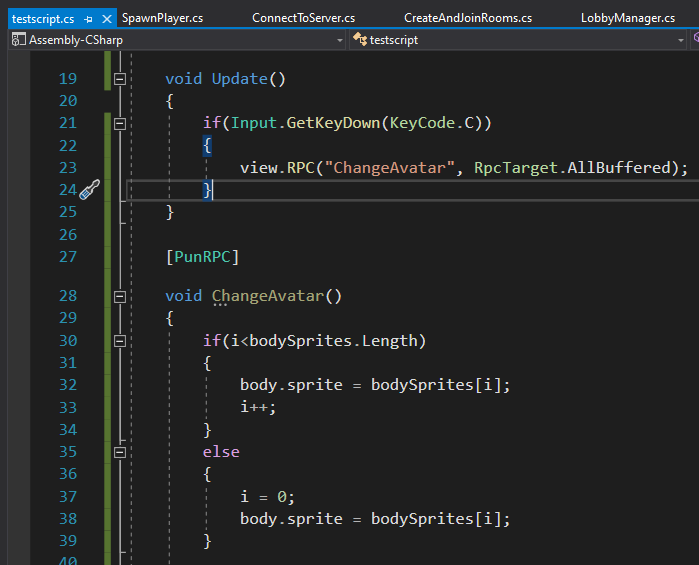 testscript.cs SpawnPlayer.cs ConnectToServer.cs CreateAndJoinRooms.cs LobbyManager.cs
Assembly-CSharp testscript
19 void Update()
20 {
21 if(Input.GetKeyDown(KeyCode.C))
22 {
23 view.RPC("ChangeAvatar", RpcTarget.AllBuffered);
24 }
25 }
26
27 [PunRPC]
28 void ChangeAvatar()
29 {
30 if(i<bodySprites.Length)
31 {
32 body.sprite = bodySprites[i];
33 i++;
34 }
35 else
36 {
37 i = 0;
38 body.sprite = bodySprites[i];
39 }
40